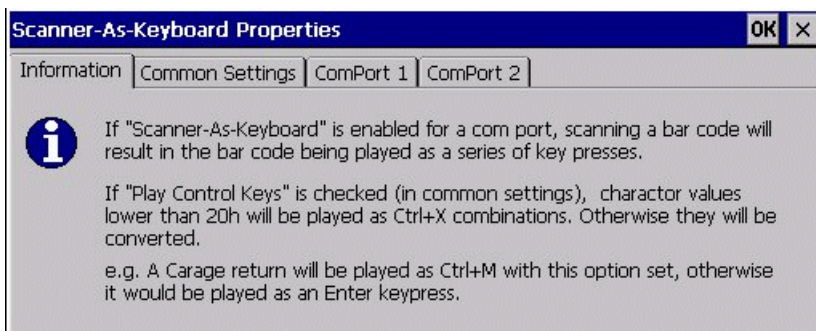 Scanner-As-Keyboard Properties OK ×
Information Common Settings ComPort 1 ComPort 2
If "Scanner-As-Keyboard" is enabled for a com port, scanning a bar code will
result in the bar code being played as a series of key presses.
If "Play Control Keys" is checked (in common settings), charactor values
lower than 20h will be played as Ctrl+X combinations. Otherwise they will be
converted.
e.g. A Carage return will be played as Ctrl+M with this option set, otherwise
it would be played as an Enter keypress.